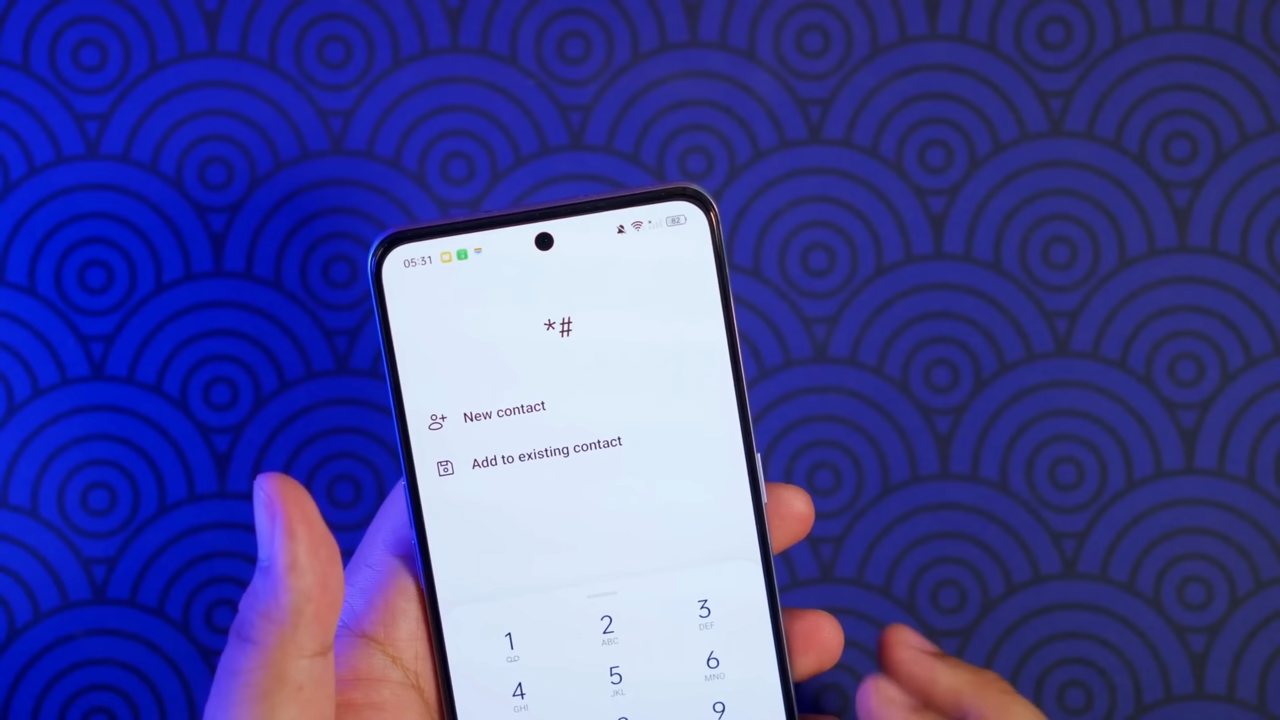 05:31 82
*#
New contact
Add to existing contact
1 2 ABC 3 DEF
4 GHI 5 JKL 6 MNO
9